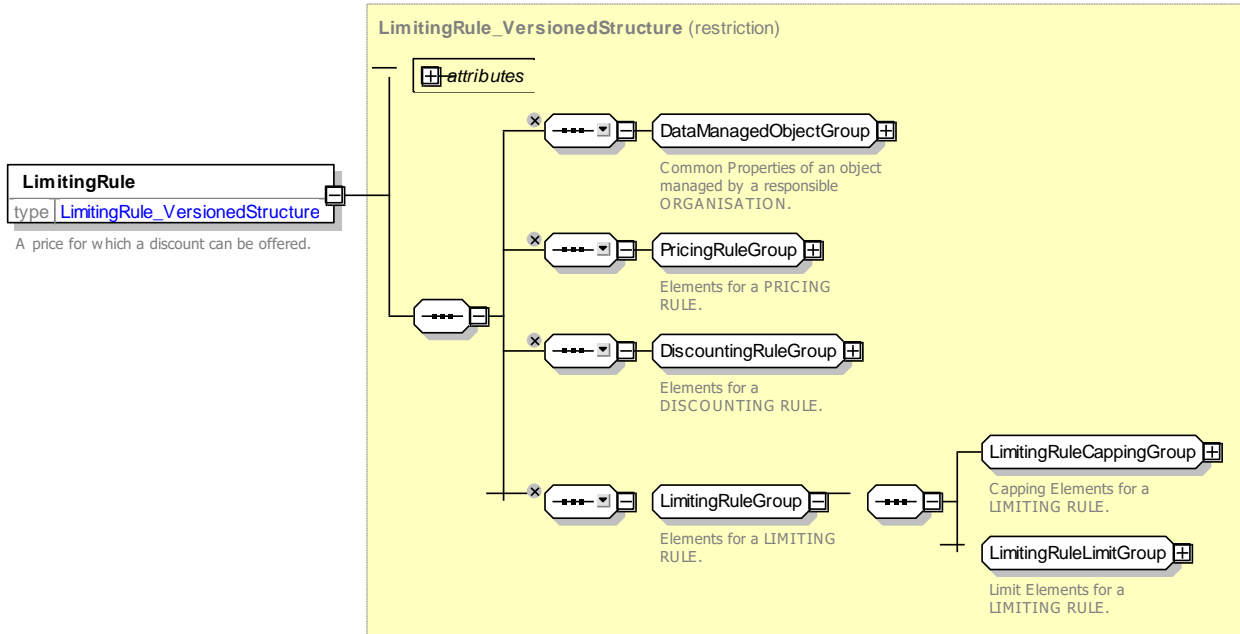 LimitingRule_VersionedStructure (restriction)
attributes
DataManagedObjectGroup
Common Properties of an object
managed by a responsible
ORGANISATION.
LimitingRule
type LimitingRule_VersionedStructure
A price for which a discount can be offered.
PricingRuleGroup
Elements for a PRICING
RULE.
DiscountingRuleGroup
Elements for a
DISCOUNTING RULE.
LimitingRuleCappingGroup
Capping Elements for a
LIMITING RULE.
LimitingRuleGroup
Elements for a LIMITING
RULE.
LimitingRuleLimitGroup
Limit Elements for a
LIMITING RULE.